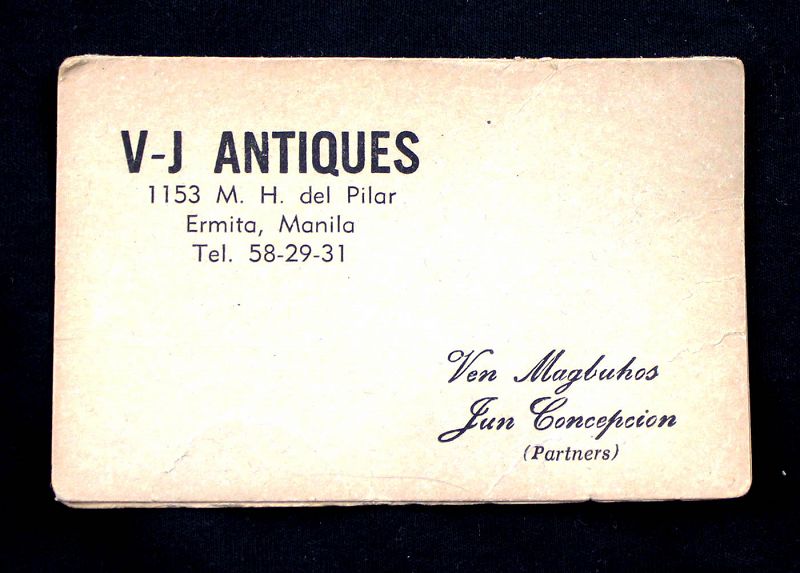 V-J ANTIQUES
1153 M. H. del Pilar
Ermita, Manila
Tel. 58-29-31
Ven Magbuhos
Jun Concepcion
(Partners)